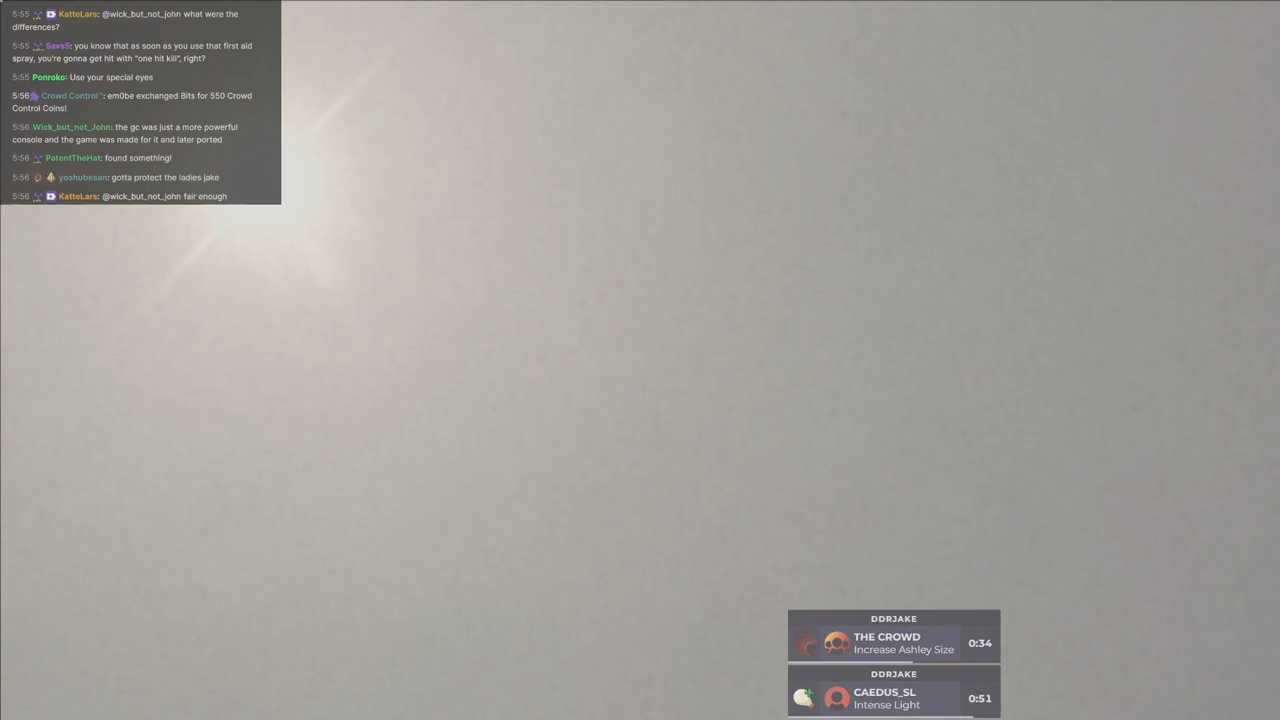 5:55 KatteLars: @wick_but_not_john what were the
differences?
5:55 SavsS: you know that as soon as you use that first aid
spray, you're gonna get hit with "one hit kill", right?
5:55 Ponroko: Use your special eyes
5:56 Crowd Control™: em0be exchanged Bits for 550 Crowd
Control Coins!
5:56 Wick_but_not_John: the gc was just a more powerful
console and the game was made for it and later ported
5:56 PatentTheHat: found something!
5:56 yoshubesan: gotta protect the ladies jake
5:56 KatteLars: @wick_but_not_john fair enough
DDRJAKE
THE CROWD
Increase Ashley Size
0:34
DDRJAKE
CAEDUS_SL
Intense Light
0:51